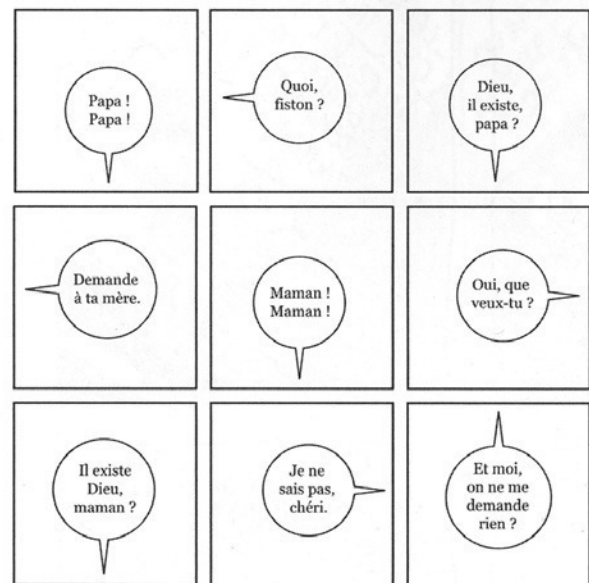 Papa !
Papa !
Quoi,
fiston ?
Dieu,
il existe,
papa ?
Demande
à ta mère.
Maman !
Maman !
Oui, que
veux-tu ?
Il existe
Dieu,
maman ?
Je ne
sais pas,
chéri.
Et moi,
on ne me
demande
rien ?